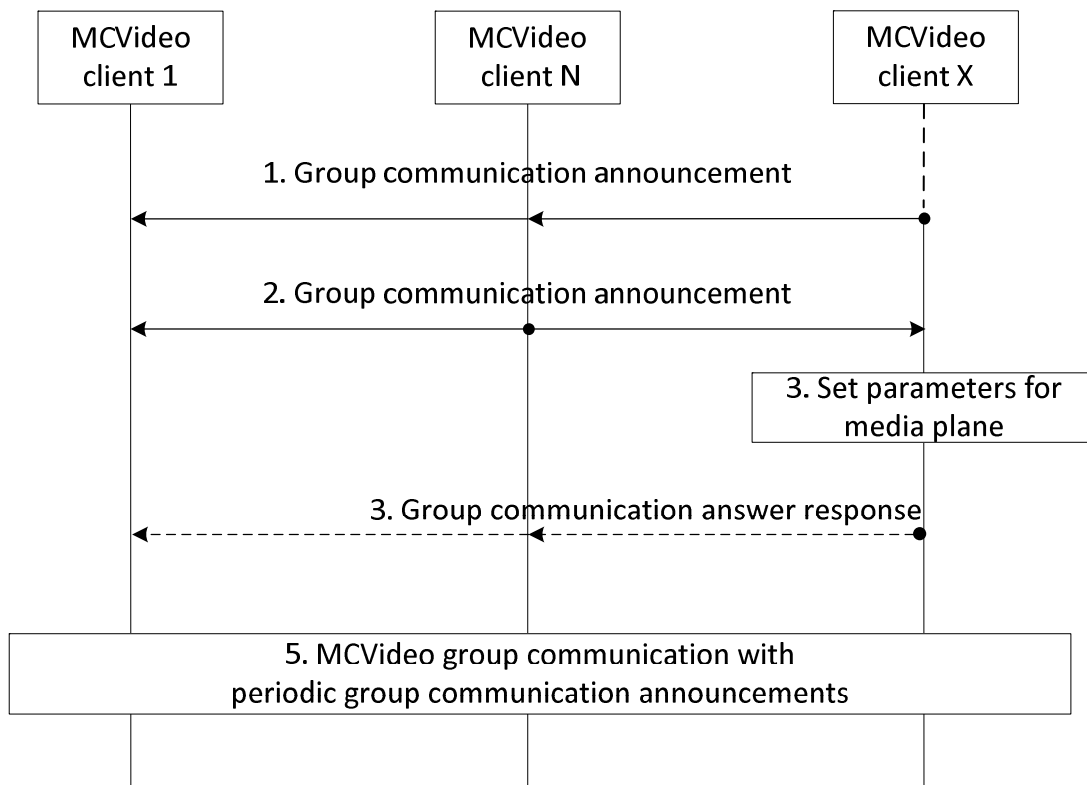 MCVideo
client 1
MCVideo
client N
MCVideo
client X
1. Group communication announcement
2. Group communication announcement
3. Set parameters for
media plane
3. Group communication answer response
5. MCVideo group communication with
periodic group communication announcements